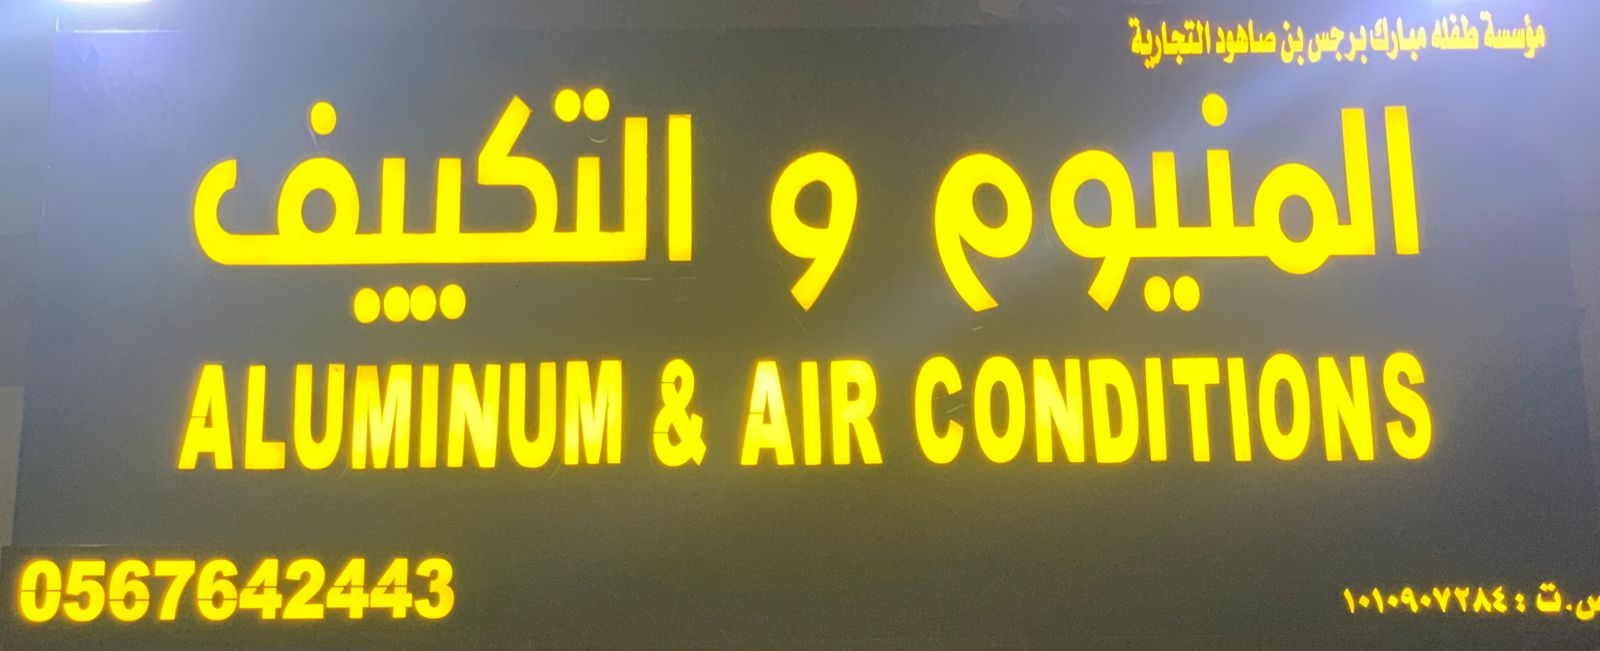 مؤسسة طفله مبارك برجس بن صاهود التجارية
المنيوم و التكييف
ALUMINUM & AIR CONDITIONS
0567642443
س.ت : ١٠١٠٩٠٧٢٨٤